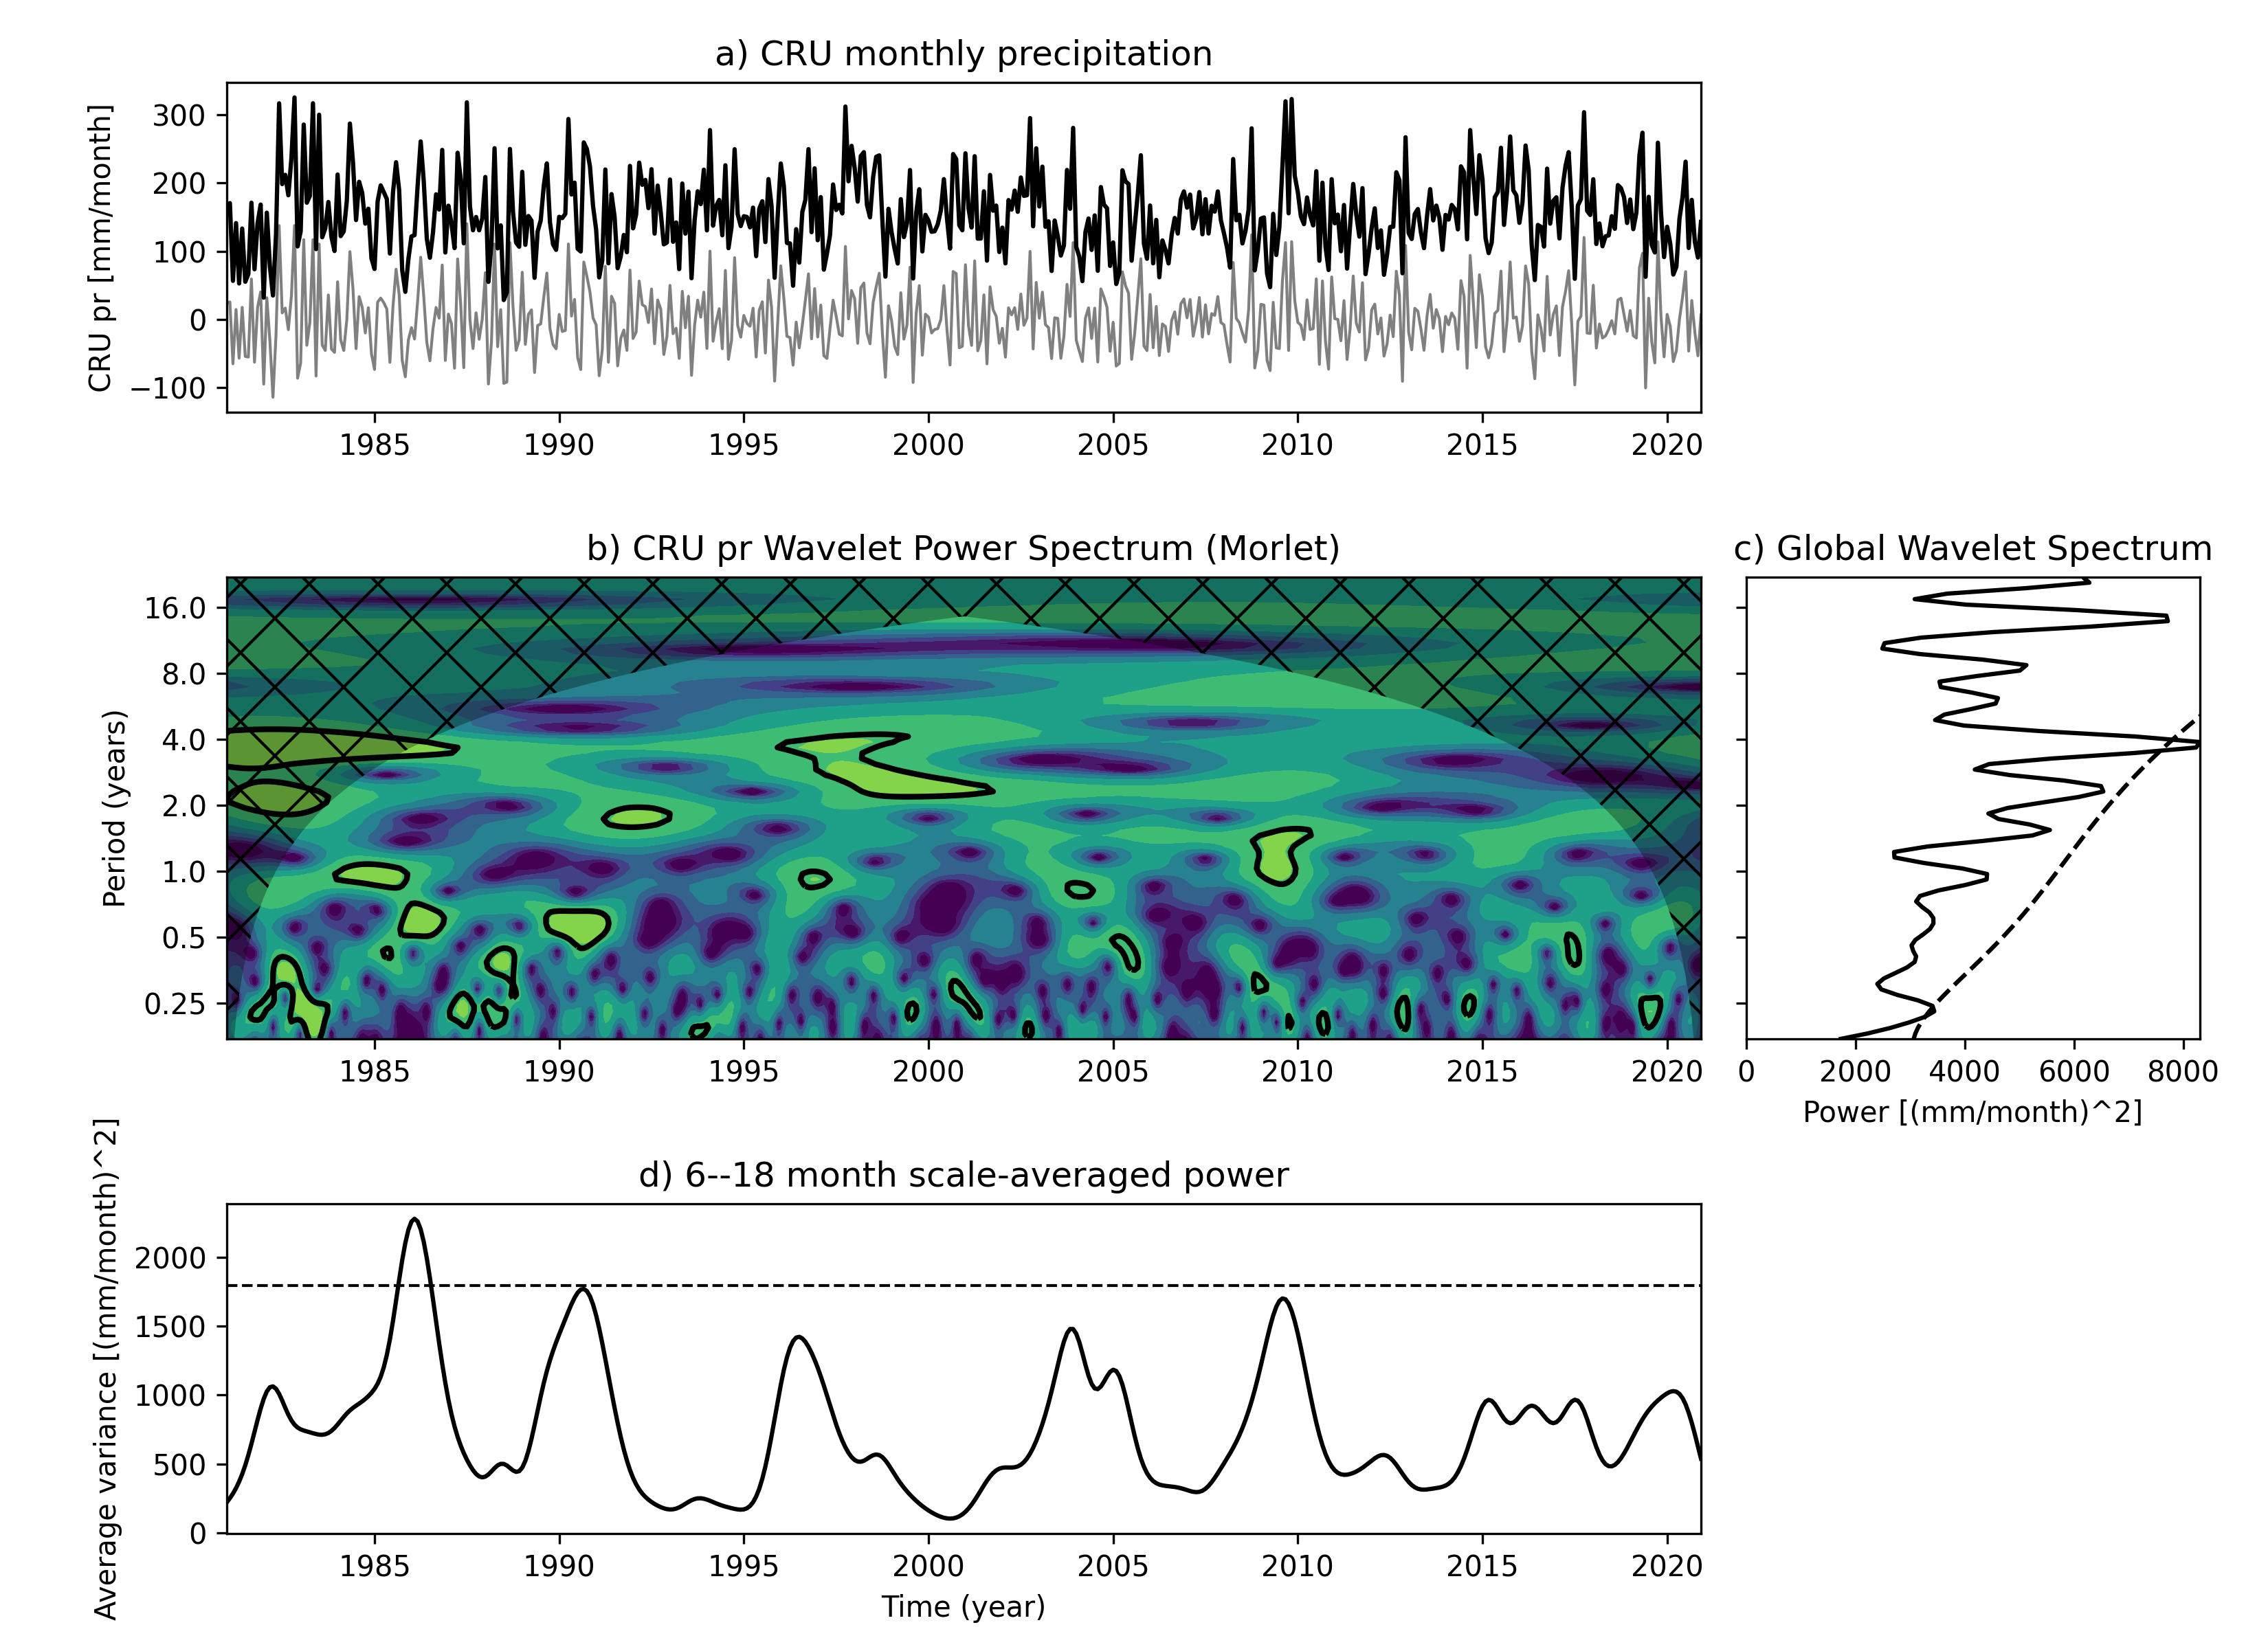 a) CRU monthly precipitation
CRU pr [mm/month]
300
200
100
0
−100
1985 1990 1995 2000 2005 2010 2015 2020
b) CRU pr Wavelet Power Spectrum (Morlet)
Period (years)
16.0
8.0
4.0
2.0
1.0
0.5
0.25
1985 1990 1995 2000 2005 2010 2015 2020
c) Global Wavelet Spectrum
0 2000 4000 6000 8000
Power [(mm/month)^2]
d) 6--18 month scale-averaged power
Average variance [(mm/month)^2]
2000
1500
1000
500
0
1985 1990 1995 2000 2005 2010 2015 2020
Time (year)